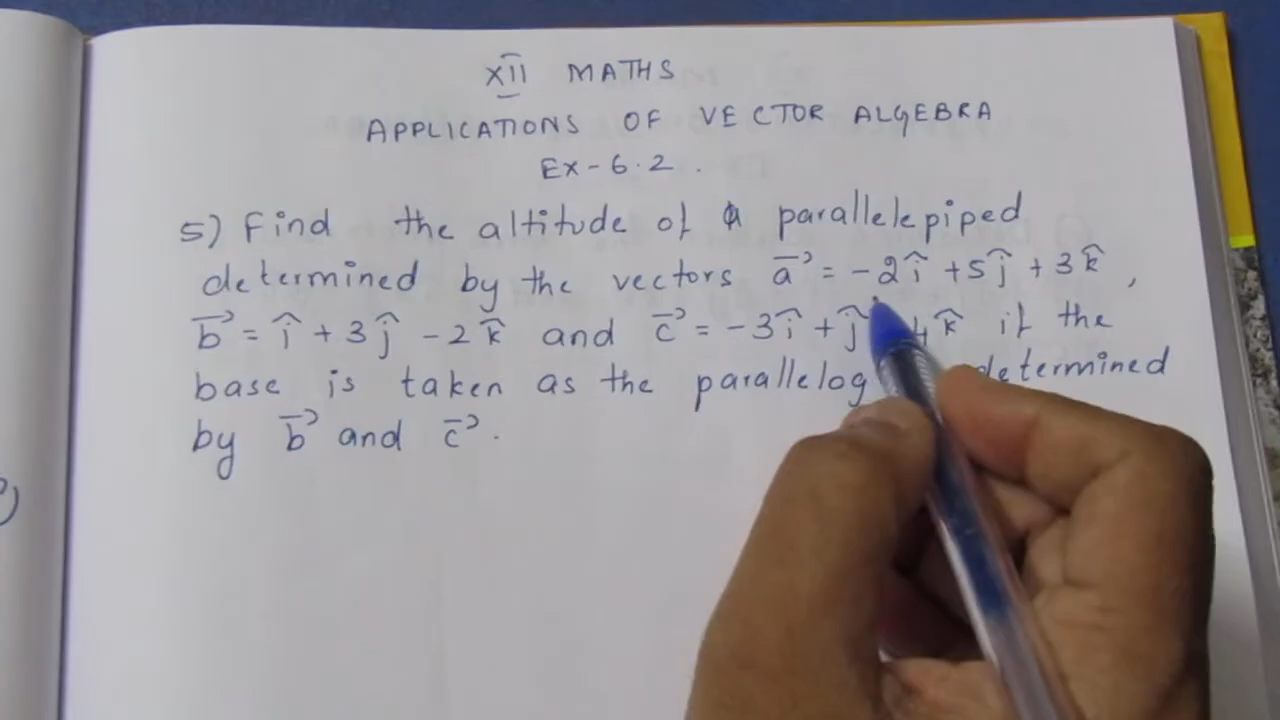 XII MATHS
APPLICATIONS OF VECTOR ALGEBRA
Ex-6.2.
5) Find the altitude of a parallelepiped
determined by the vectors a⃗ = -2î + 5ĵ + 3k̂,
b⃗ = î + 3ĵ - 2k̂ and c⃗ = -3î + ĵ 4k̂ if the
base is taken as the parallelog determined
by b⃗ and c⃗.